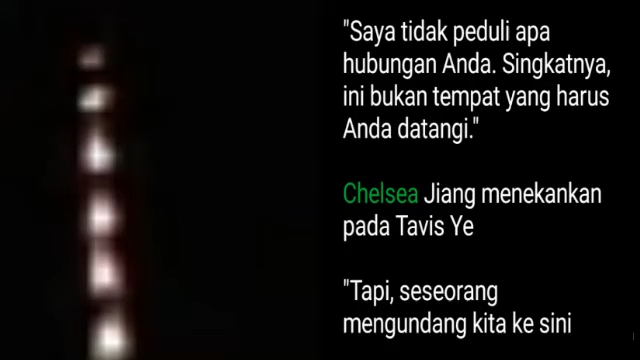 "Saya tidak peduli apa
hubungan Anda. Singkatnya,
ini bukan tempat yang harus
Anda datangi."
Chelsea Jiang menekankan
pada Tavis Ye
"Tapi, seseorang
mengundang kita ke sini